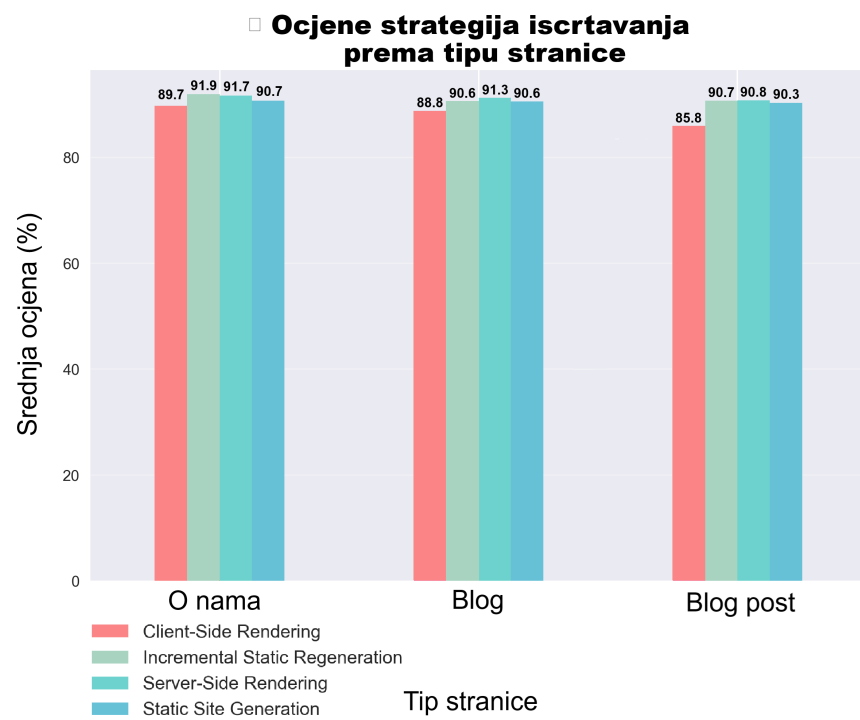 Ocjene strategija iscrtavanja
prema tipu stranice
Srednja ocjena (%)
80
60
40
20
0
89.7 91.9 91.7 90.7
88.8 90.6 91.3 90.6
85.8 90.7 90.8 90.3
O nama
Blog
Blog post
Client-Side Rendering
Incremental Static Regeneration
Server-Side Rendering
Static Site Generation
Tip stranice